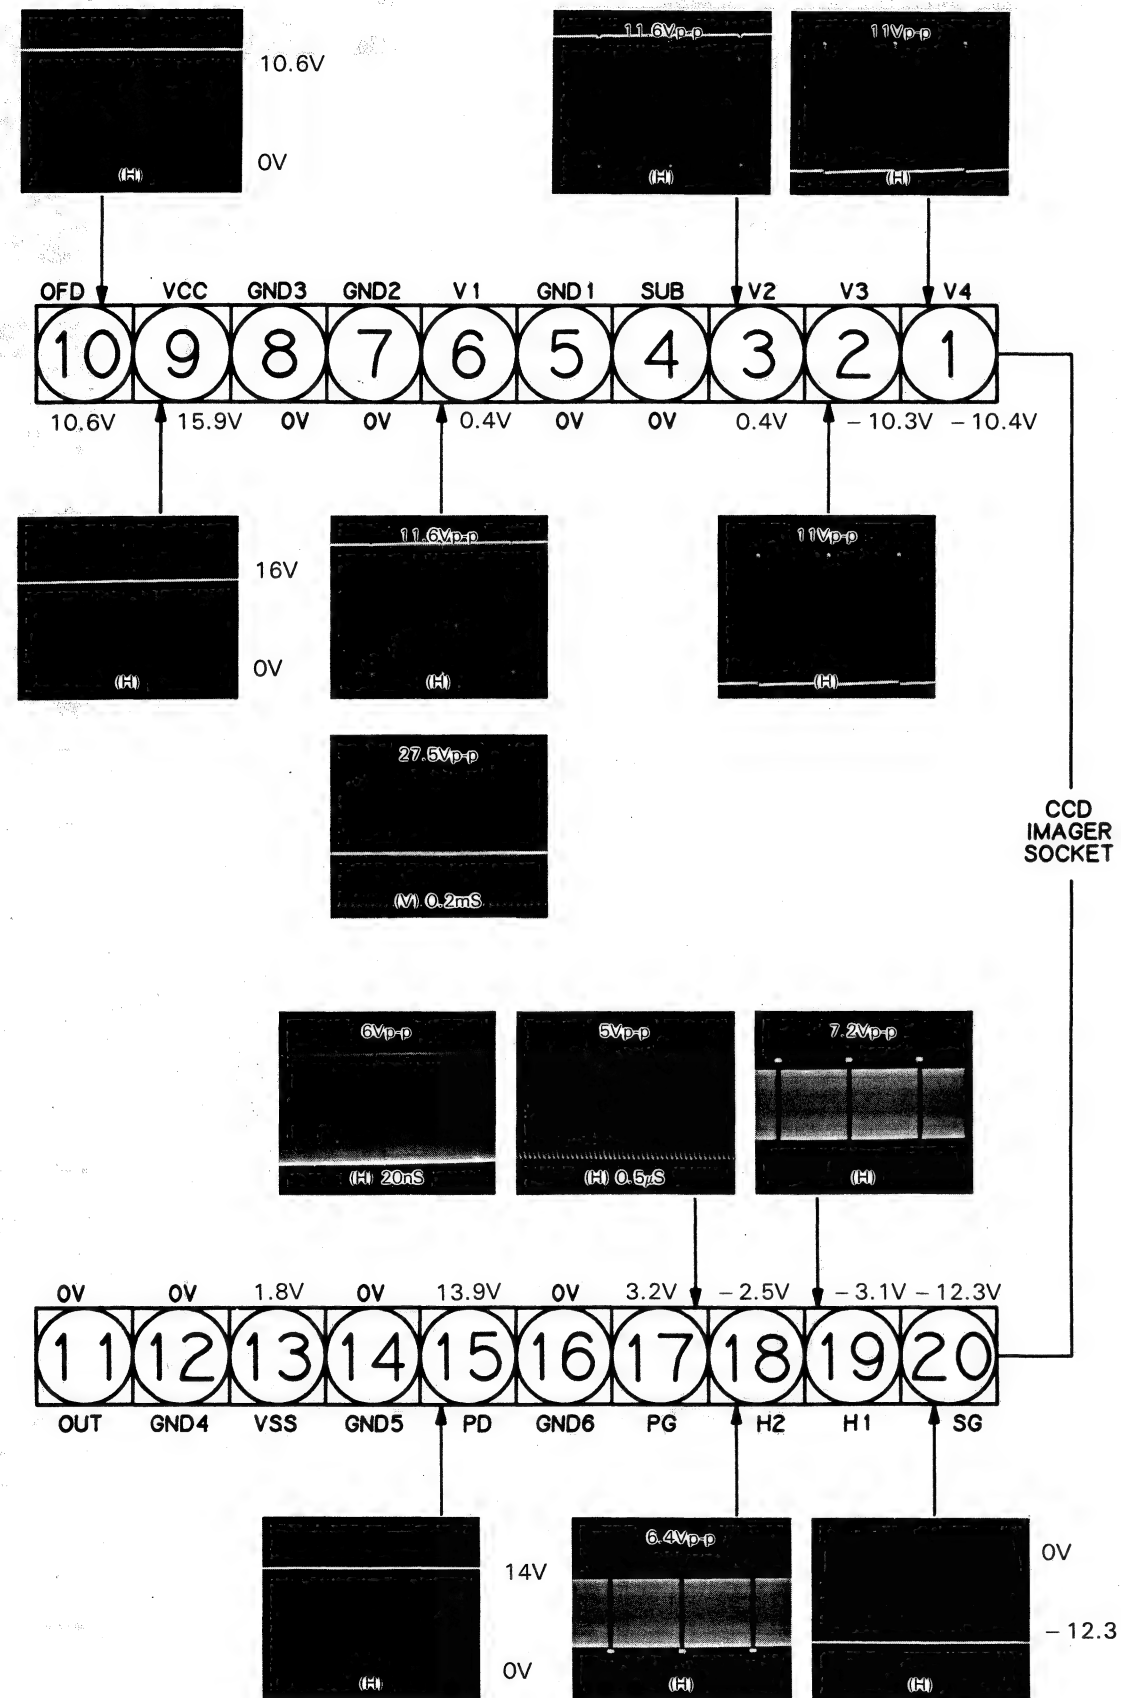 10.6V
0V
(H)
11.6Vp-p
(H)
11Vp-p
(H)
OFD VCC GND3 GND2 V1 GND1 SUB V2 V3 V4
10 9 8 7 6 5 4 3 2 1
10.6V 15.9V 0V 0V 0.4V 0V 0V 0.4V – 10.3V – 10.4V
16V
0V
(H)
11.6Vp-p
(H)
11Vp-p
(H)
27.5Vp-p
(V) 0.2mS
CCD
IMAGER
SOCKET
6Vp-p
(H) 20nS
5Vp-p
(H) 0.5µS
7.2Vp-p
(H)
0V 0V 1.8V 0V 13.9V 0V 3.2V – 2.5V – 3.1V – 12.3V
11 12 13 14 15 16 17 18 19 20
OUT GND4 VSS GND5 PD GND6 PG H2 H1 SG
14V
0V
(H)
6.4Vp-p
(H)
0V
– 12.3
(H)